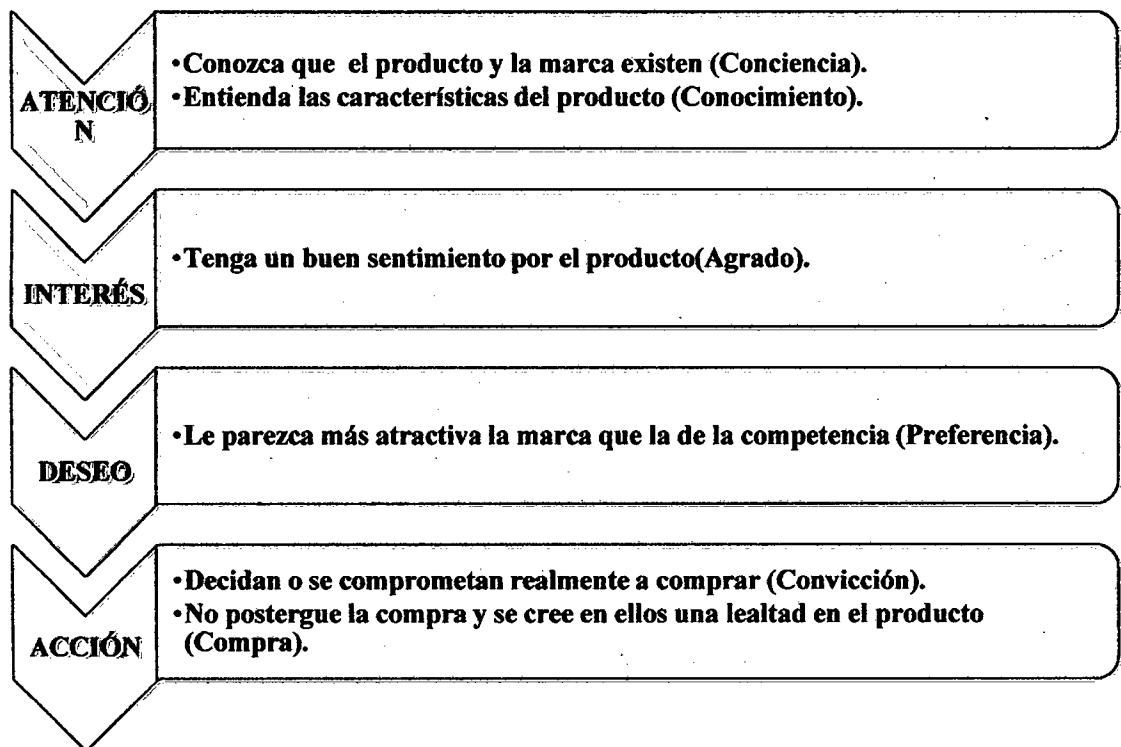 ATENCIÓ
N
•Conozca que el producto y la marca existen (Conciencia).
•Entienda las características del producto (Conocimiento).
INTERÉS
•Tenga un buen sentimiento por el producto(Agrado).
DESEO
•Le parezca más atractiva la marca que la de la competencia (Preferencia).
ACCIÓN
•Decidan o se comprometan realmente a comprar (Convicción).
•No postergue la compra y se cree en ellos una lealtad en el producto
(Compra).